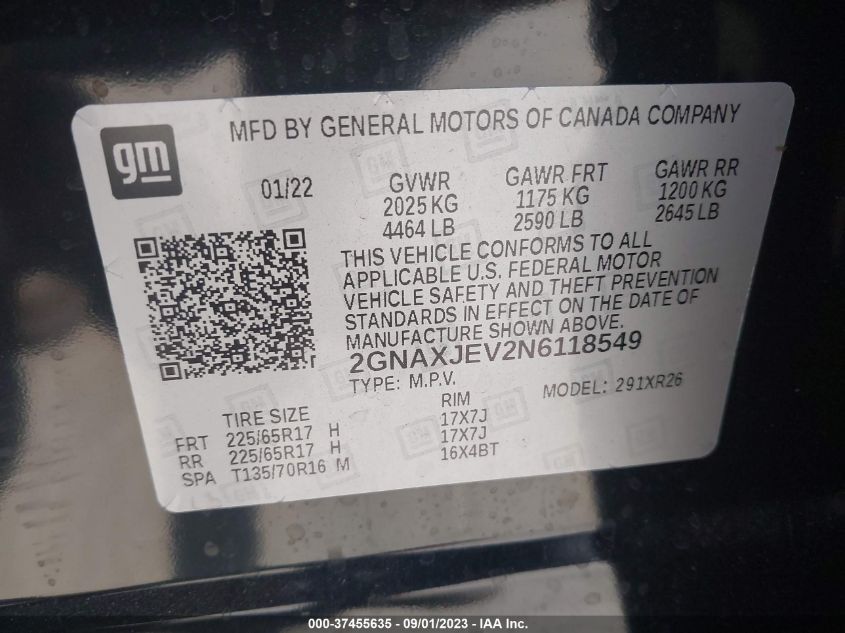 gm
MFD BY GENERAL MOTORS OF CANADA COMPANY
01/22
GVWR
2025 KG
4464 LB
GAWR FRT
1175 KG
2590 LB
GAWR RR
1200 KG
2645 LB
THIS VEHICLE CONFORMS TO ALL
APPLICABLE U.S. FEDERAL MOTOR
VEHICLE SAFETY AND THEFT PREVENTION
STANDARDS IN EFFECT ON THE DATE OF
MANUFACTURE SHOWN ABOVE.
2GNAXJEV2N6118549
TYPE: M.P.V.
MODEL: 291XR26
TIRE SIZE
RIM
FRT 225/65R17 H 17X7J
RR 225/65R17 H 17X7J
SPA T135/70R16 M 16X4BT
000-37455635 - 09/01/2023 - © IAA, Inc.